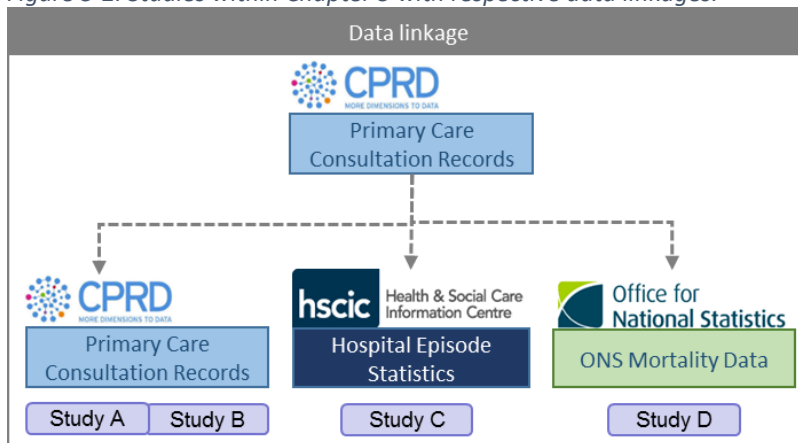 Data linkage
CPRD
MORE DIMENSIONS TO DATA
Primary Care
Consultation Records
CPRD
MORE DIMENSIONS TO DATA
Primary Care
Consultation Records
Study A
Study B
hscic
Health & Social Care
Information Centre
Hospital Episode
Statistics
Study C
Office for
National Statistics
ONS Mortality Data
Study D